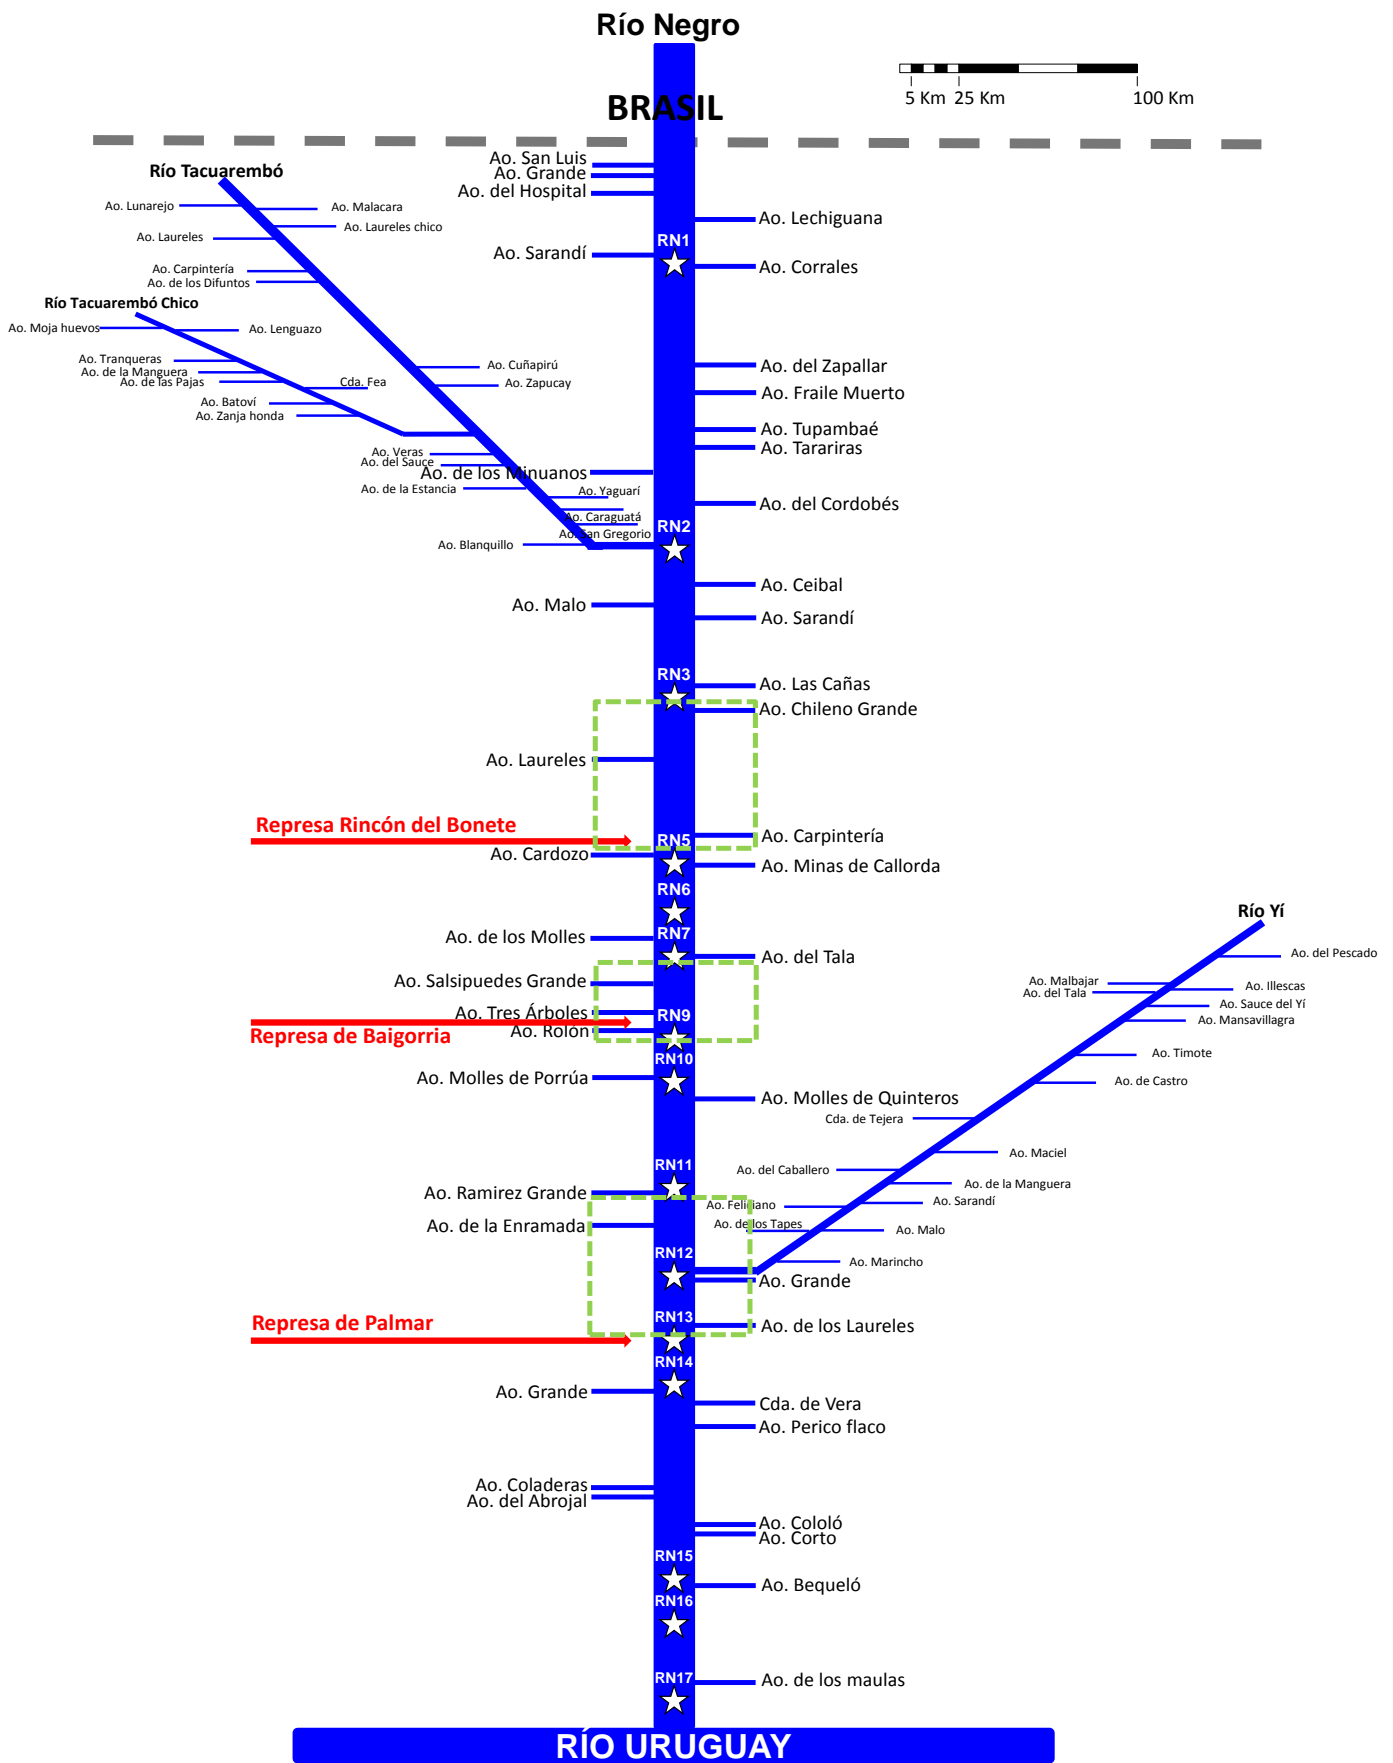 Río Negro
5 Km 25 Km 100 Km
BRASIL
Ao. San Luis
Ao. Grande
Ao. del Hospital
Río Tacuarembó
Ao. Lunarejo
Ao. Malacara
Ao. Laureles chico
Ao. Laureles
Ao. Lechiguana
RN1
Ao. Sarandí
Ao. Corrales
Ao. Carpintería
Ao. de los Difuntos
Río Tacuarembó Chico
Ao. Moja huevos
Ao. Lenguazo
Ao. Tranqueras
Ao. de la Manguera
Ao. de las Pajas
Cda. Fea
Ao. Batoví
Ao. Zanja honda
Ao. Cuñapirú
Ao. Zapucay
Ao. del Zapallar
Ao. Fraile Muerto
Ao. Tupambaé
Ao. Tarariras
Ao. Veras
Ao. del Sauce
Ao. de los Minuanos
Ao. de la Estancia
Ao. Yaguarí
Ao. Caraguatá
Ao. San Gregorio
Ao. Blanquillo
Ao. del Cordobés
RN2
Ao. Ceibal
Ao. Malo
Ao. Sarandí
RN3
Ao. Las Cañas
Ao. Chileno Grande
Ao. Laureles
Represa Rincón del Bonete
RN5
Ao. Carpintería
Ao. Cardozo
Ao. Minas de Callorda
RN6
RN7
Ao. de los Molles
Ao. del Tala
Ao. Salsipuedes Grande
Ao. Tres Árboles
RN9
Represa de Baigorria
Ao. Rolón
RN10
Ao. Molles de Porrúa
Ao. Molles de Quinteros
Río Yí
Ao. del Pescado
Ao. Malbajar
Ao. del Tala
Ao. Illescas
Ao. Sauce del Yí
Ao. Mansavillagra
Ao. Timote
Ao. de Castro
Cda. de Tejera
Ao. Maciel
Ao. del Caballero
Ao. de la Manguera
Ao. Sarandí
Ao. Feliciano
Ao. de los Tapes
Ao. Malo
Ao. Marincho
RN11
Ao. Ramirez Grande
Ao. de la Enramada
RN12
Ao. Grande
RN13
Represa de Palmar
Ao. de los Laureles
RN14
Ao. Grande
Cda. de Vera
Ao. Perico flaco
Ao. Coladeras
Ao. del Abrojal
Ao. Cololó
Ao. Corto
RN15
Ao. Bequeló
RN16
RN17
Ao. de los maulas
RÍO URUGUAY